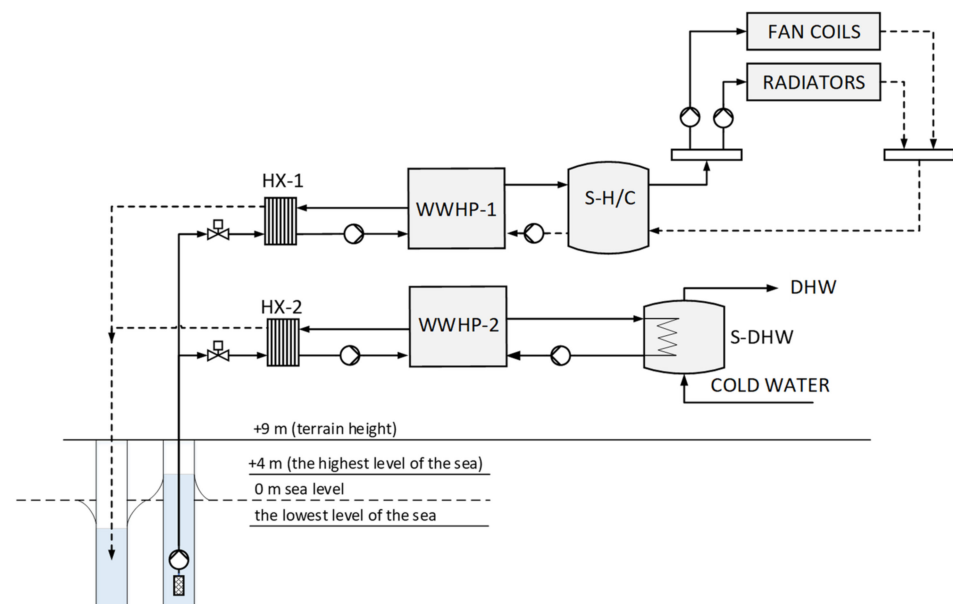 FAN COILS
RADIATORS
HX-1
WWHP-1
S-H/C
HX-2
WWHP-2
DHW
S-DHW
COLD WATER
+9 m (terrain height)
+4 m (the highest level of the sea)
0 m sea level
the lowest level of the sea